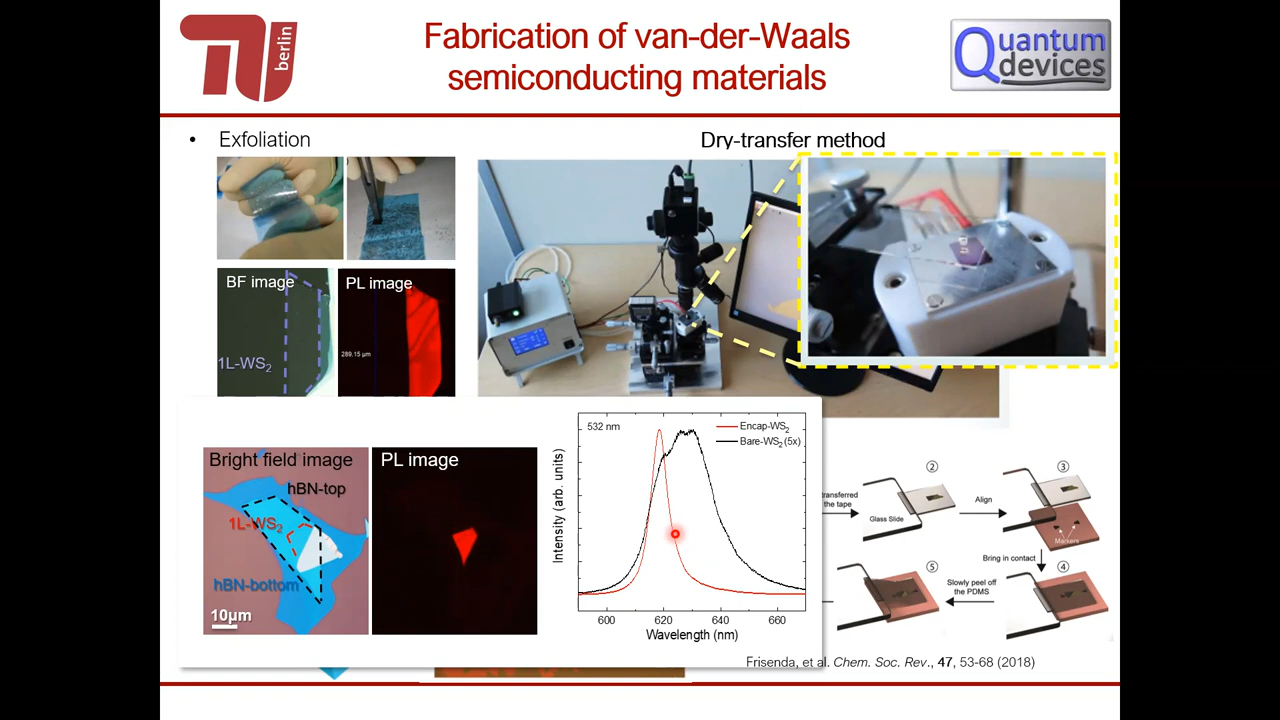 berlin
Fabrication of van-der-Waals
semiconducting materials
Quantum
devices
• Exfoliation
Dry-transfer method
BF image
PL image
1L-WS2
289.15 µm
Bright field image
hBN-top
1L-WS2
hBN-bottom
10µm
PL image
532 nm
Encap-WS2
Bare-WS2 (5x)
Intensity (arb. units)
600 620 640 660
Wavelength (nm)
transferred
the tape
②
Glass Slide
Align
③
Markers
Bring in contact
④
Slowly peel off
the PDMS
⑤
Frisenda, et al. Chem. Soc. Rev., 47, 53-68 (2018)